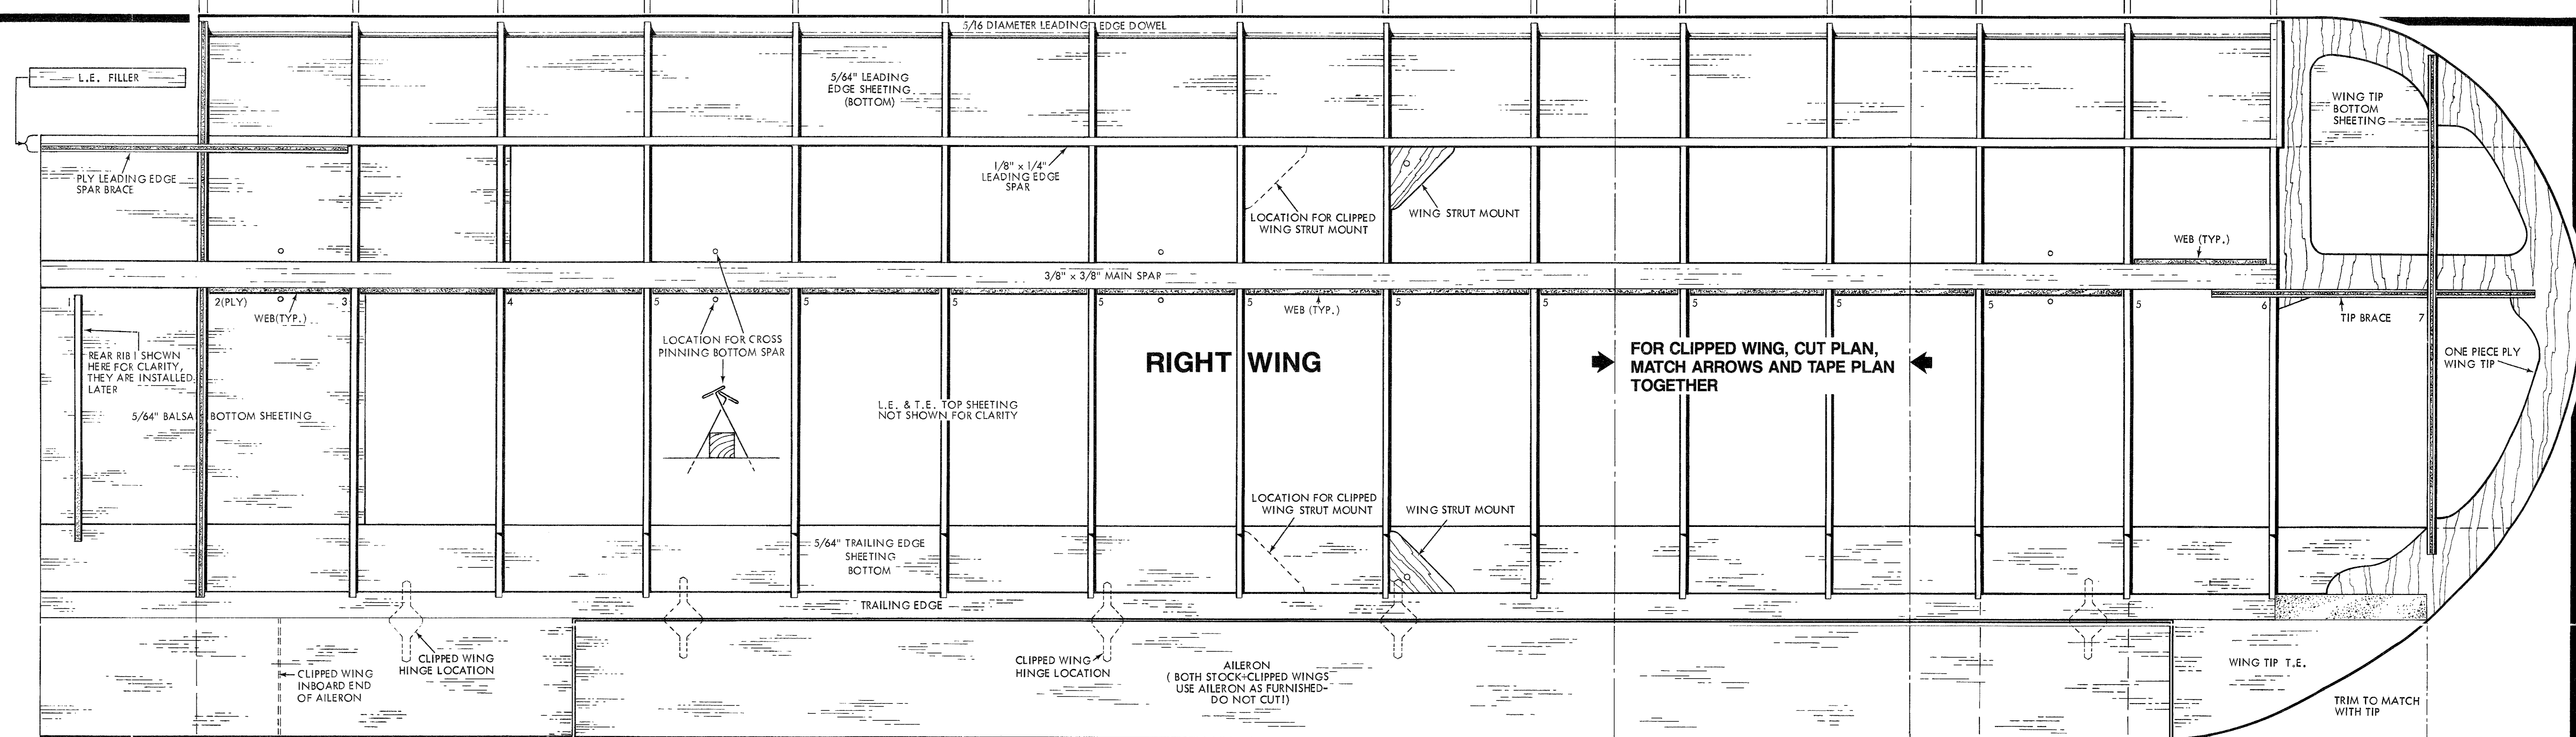 5/16 DIAMETER LEADING EDGE DOWEL
L.E. FILLER
5/64" LEADING
EDGE SHEETING
(BOTTOM)
WING TIP
BOTTOM
SHEETING
PLY LEADING EDGE
SPAR BRACE
1/8" x 1/4"
LEADING EDGE
SPAR
LOCATION FOR CLIPPED
WING STRUT MOUNT
WING STRUT MOUNT
WEB (TYP.)
3/8" x 3/8" MAIN SPAR
1
2(PLY)
3
4
5
5
5
5
5
5
5
5
5
5
5
6
7
WEB(TYP.)
WEB (TYP.)
TIP BRACE
REAR RIB 1 SHOWN
HERE FOR CLARITY,
THEY ARE INSTALLED
LATER
LOCATION FOR CROSS
PINNING BOTTOM SPAR
RIGHT WING
FOR CLIPPED WING, CUT PLAN,
MATCH ARROWS AND TAPE PLAN
TOGETHER
ONE PIECE PLY
WING TIP
5/64" BALSA BOTTOM SHEETING
L.E. & T.E. TOP SHEETING
NOT SHOWN FOR CLARITY
LOCATION FOR CLIPPED
WING STRUT MOUNT
WING STRUT MOUNT
5/64" TRAILING EDGE
SHEETING
BOTTOM
TRAILING EDGE
CLIPPED WING
HINGE LOCATION
CLIPPED WING
INBOARD END
OF AILERON
CLIPPED WING
HINGE LOCATION
AILERON
( BOTH STOCK+CLIPPED WINGS
USE AILERON AS FURNISHED-
DO NOT CUT!)
WING TIP T.E.
TRIM TO MATCH
WITH TIP